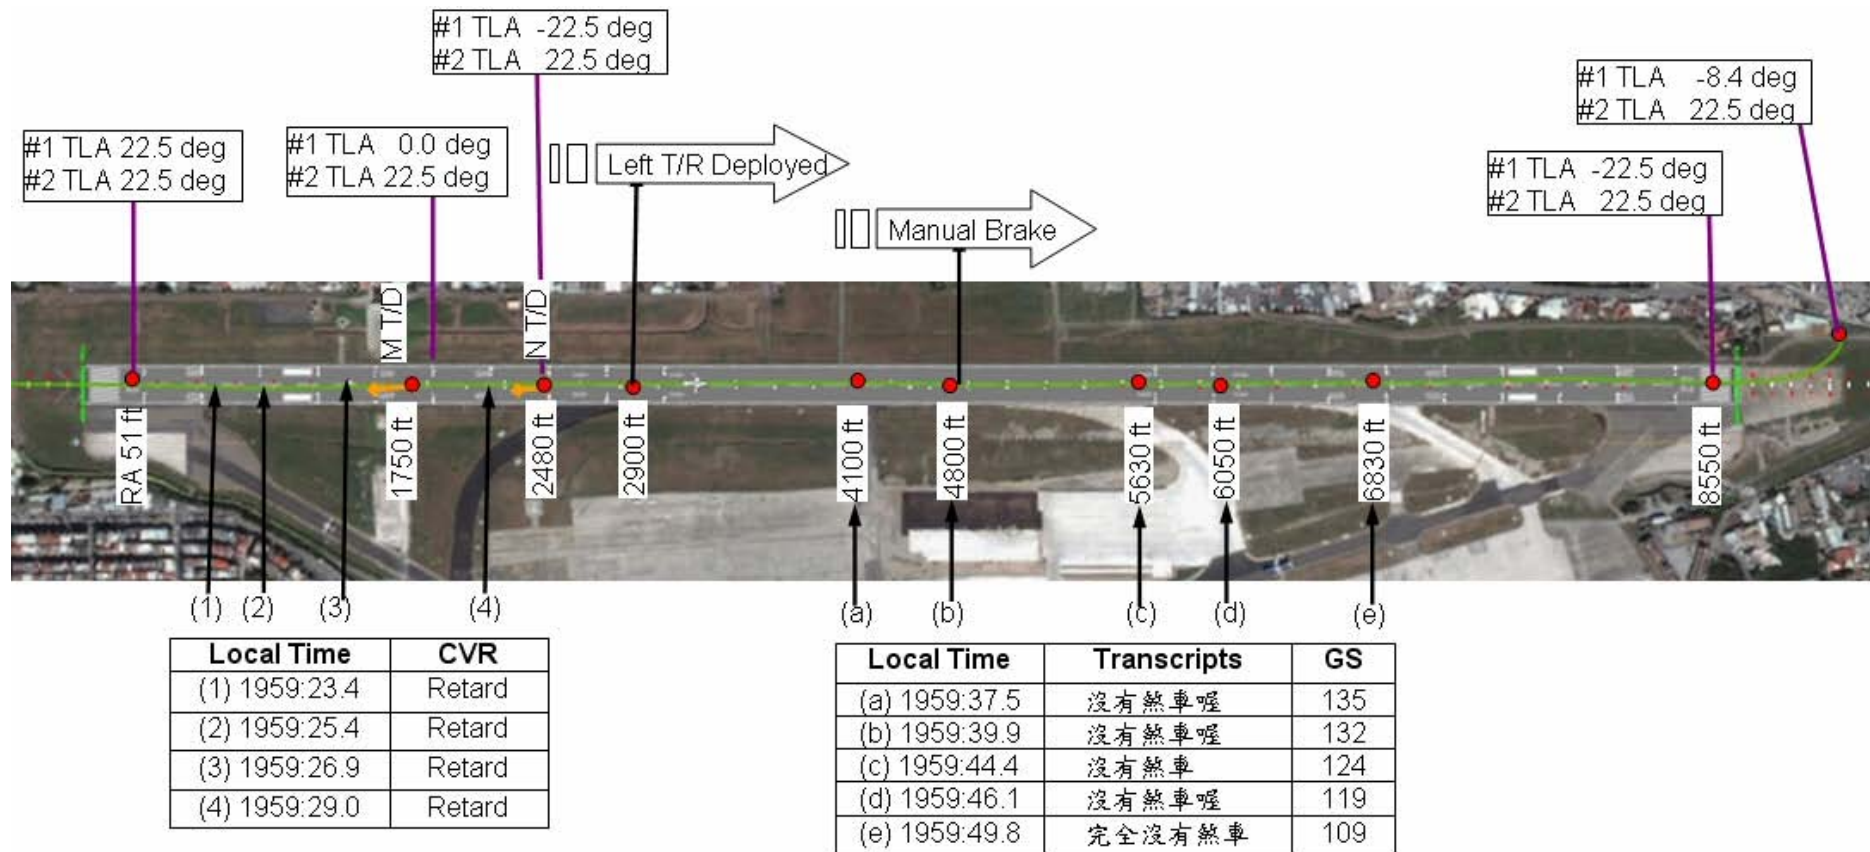 #1 TLA -22.5 deg
#2 TLA 22.5 deg
#1 TLA -8.4 deg
#2 TLA 22.5 deg
#1 TLA 22.5 deg
#2 TLA 22.5 deg
#1 TLA 0.0 deg
#2 TLA 22.5 deg
Left T/R Deployed
#1 TLA -22.5 deg
#2 TLA 22.5 deg
Manual Brake
M T/D
N T/D
RA 51 ft
1750 ft
2480 ft
2900 ft
4100 ft
4800 ft
5630 ft
6050 ft
6830 ft
8550 ft
(1) (2) (3) (4) (a) (b) (c) (d) (e)
Local Time CVR
(1) 1959:23.4 Retard
(2) 1959:25.4 Retard
(3) 1959:26.9 Retard
(4) 1959:29.0 Retard
Local Time Transcripts GS
(a) 1959:37.5 沒有煞車喔 135
(b) 1959:39.9 沒有煞車喔 132
(c) 1959:44.4 沒有煞車 124
(d) 1959:46.1 沒有煞車喔 119
(e) 1959:49.8 完全沒有煞車 109